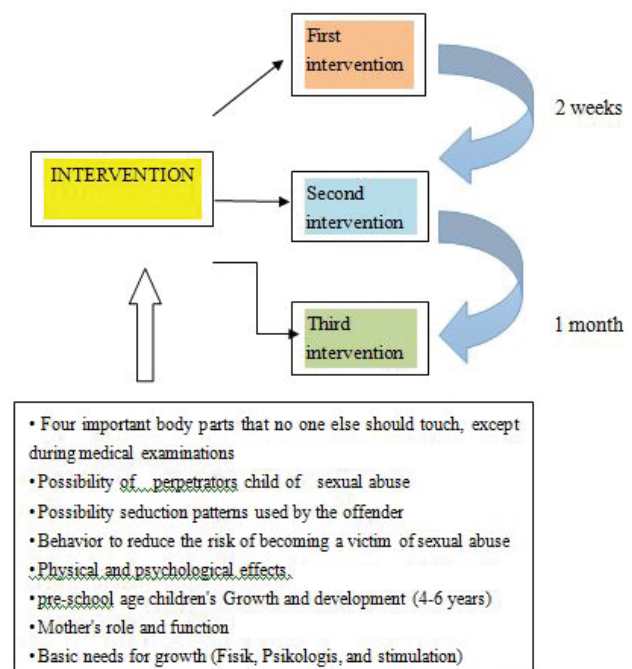 First
intervention
2 weeks
INTERVENTION
Second
intervention
1 month
Third
intervention
• Four important body parts that no one else should touch, except
during medical examinations
•Possibility of perpetrators child of sexual abuse
•Possibility seduction patterns used by the offender
•Behavior to reduce the risk of becoming a victim of sexual abuse
•Physical and psychological effects,
•pre-school age children's Growth and development (4-6 years)
•Mother's role and function
•Basic needs for growth (Fisik, Psikologis, and stimulation)